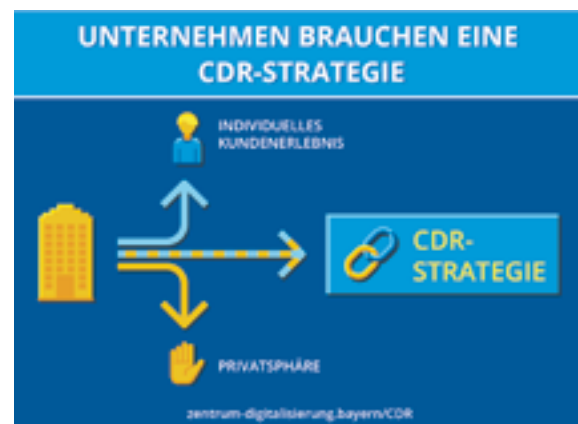 UNTERNEHMEN BRAUCHEN EINE
CDR-STRATEGIE
INDIVIDUELLES
KUNDENERLEBNIS
CDR-
STRATEGIE
PRIVATSPHÄRE
zentrum-digitalisierung.bayern/CDR